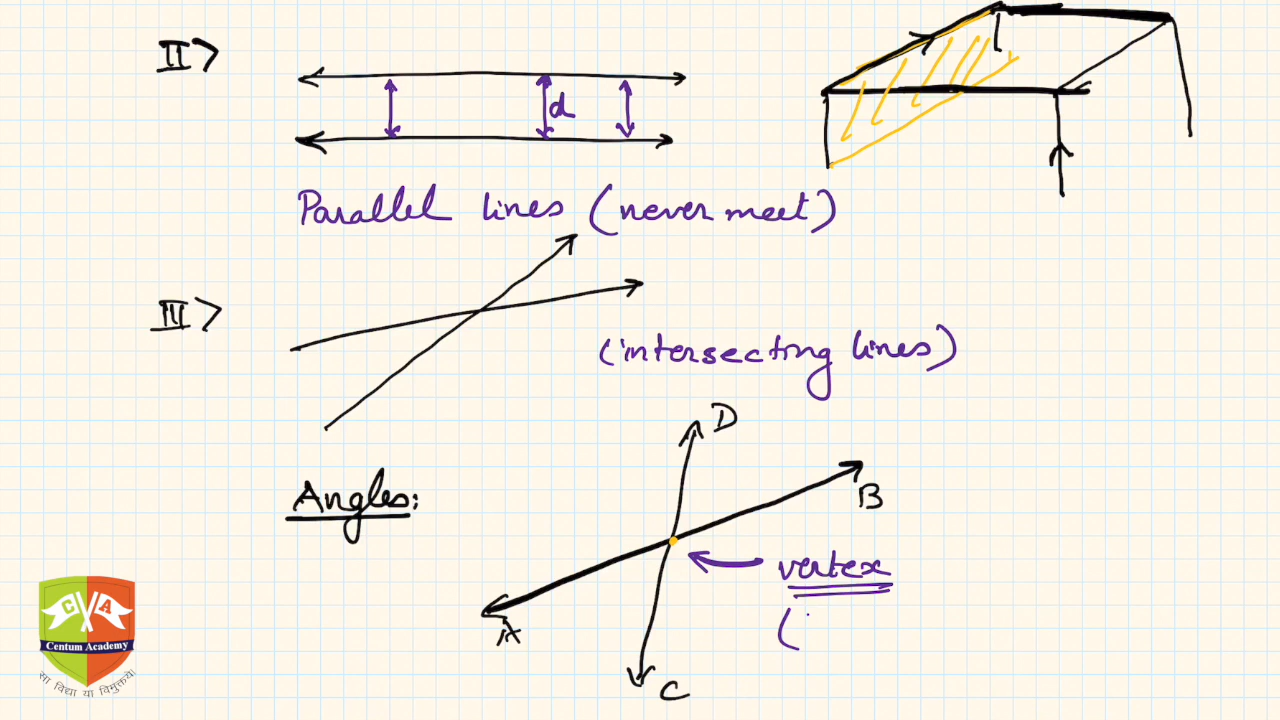 II>
d
Parallel lines (never meet)
III>
(intersecting lines)
Angles:
D
B
vertex
(
A
C
C A
Centum Academy
सा विद्या या विमुक्तये।